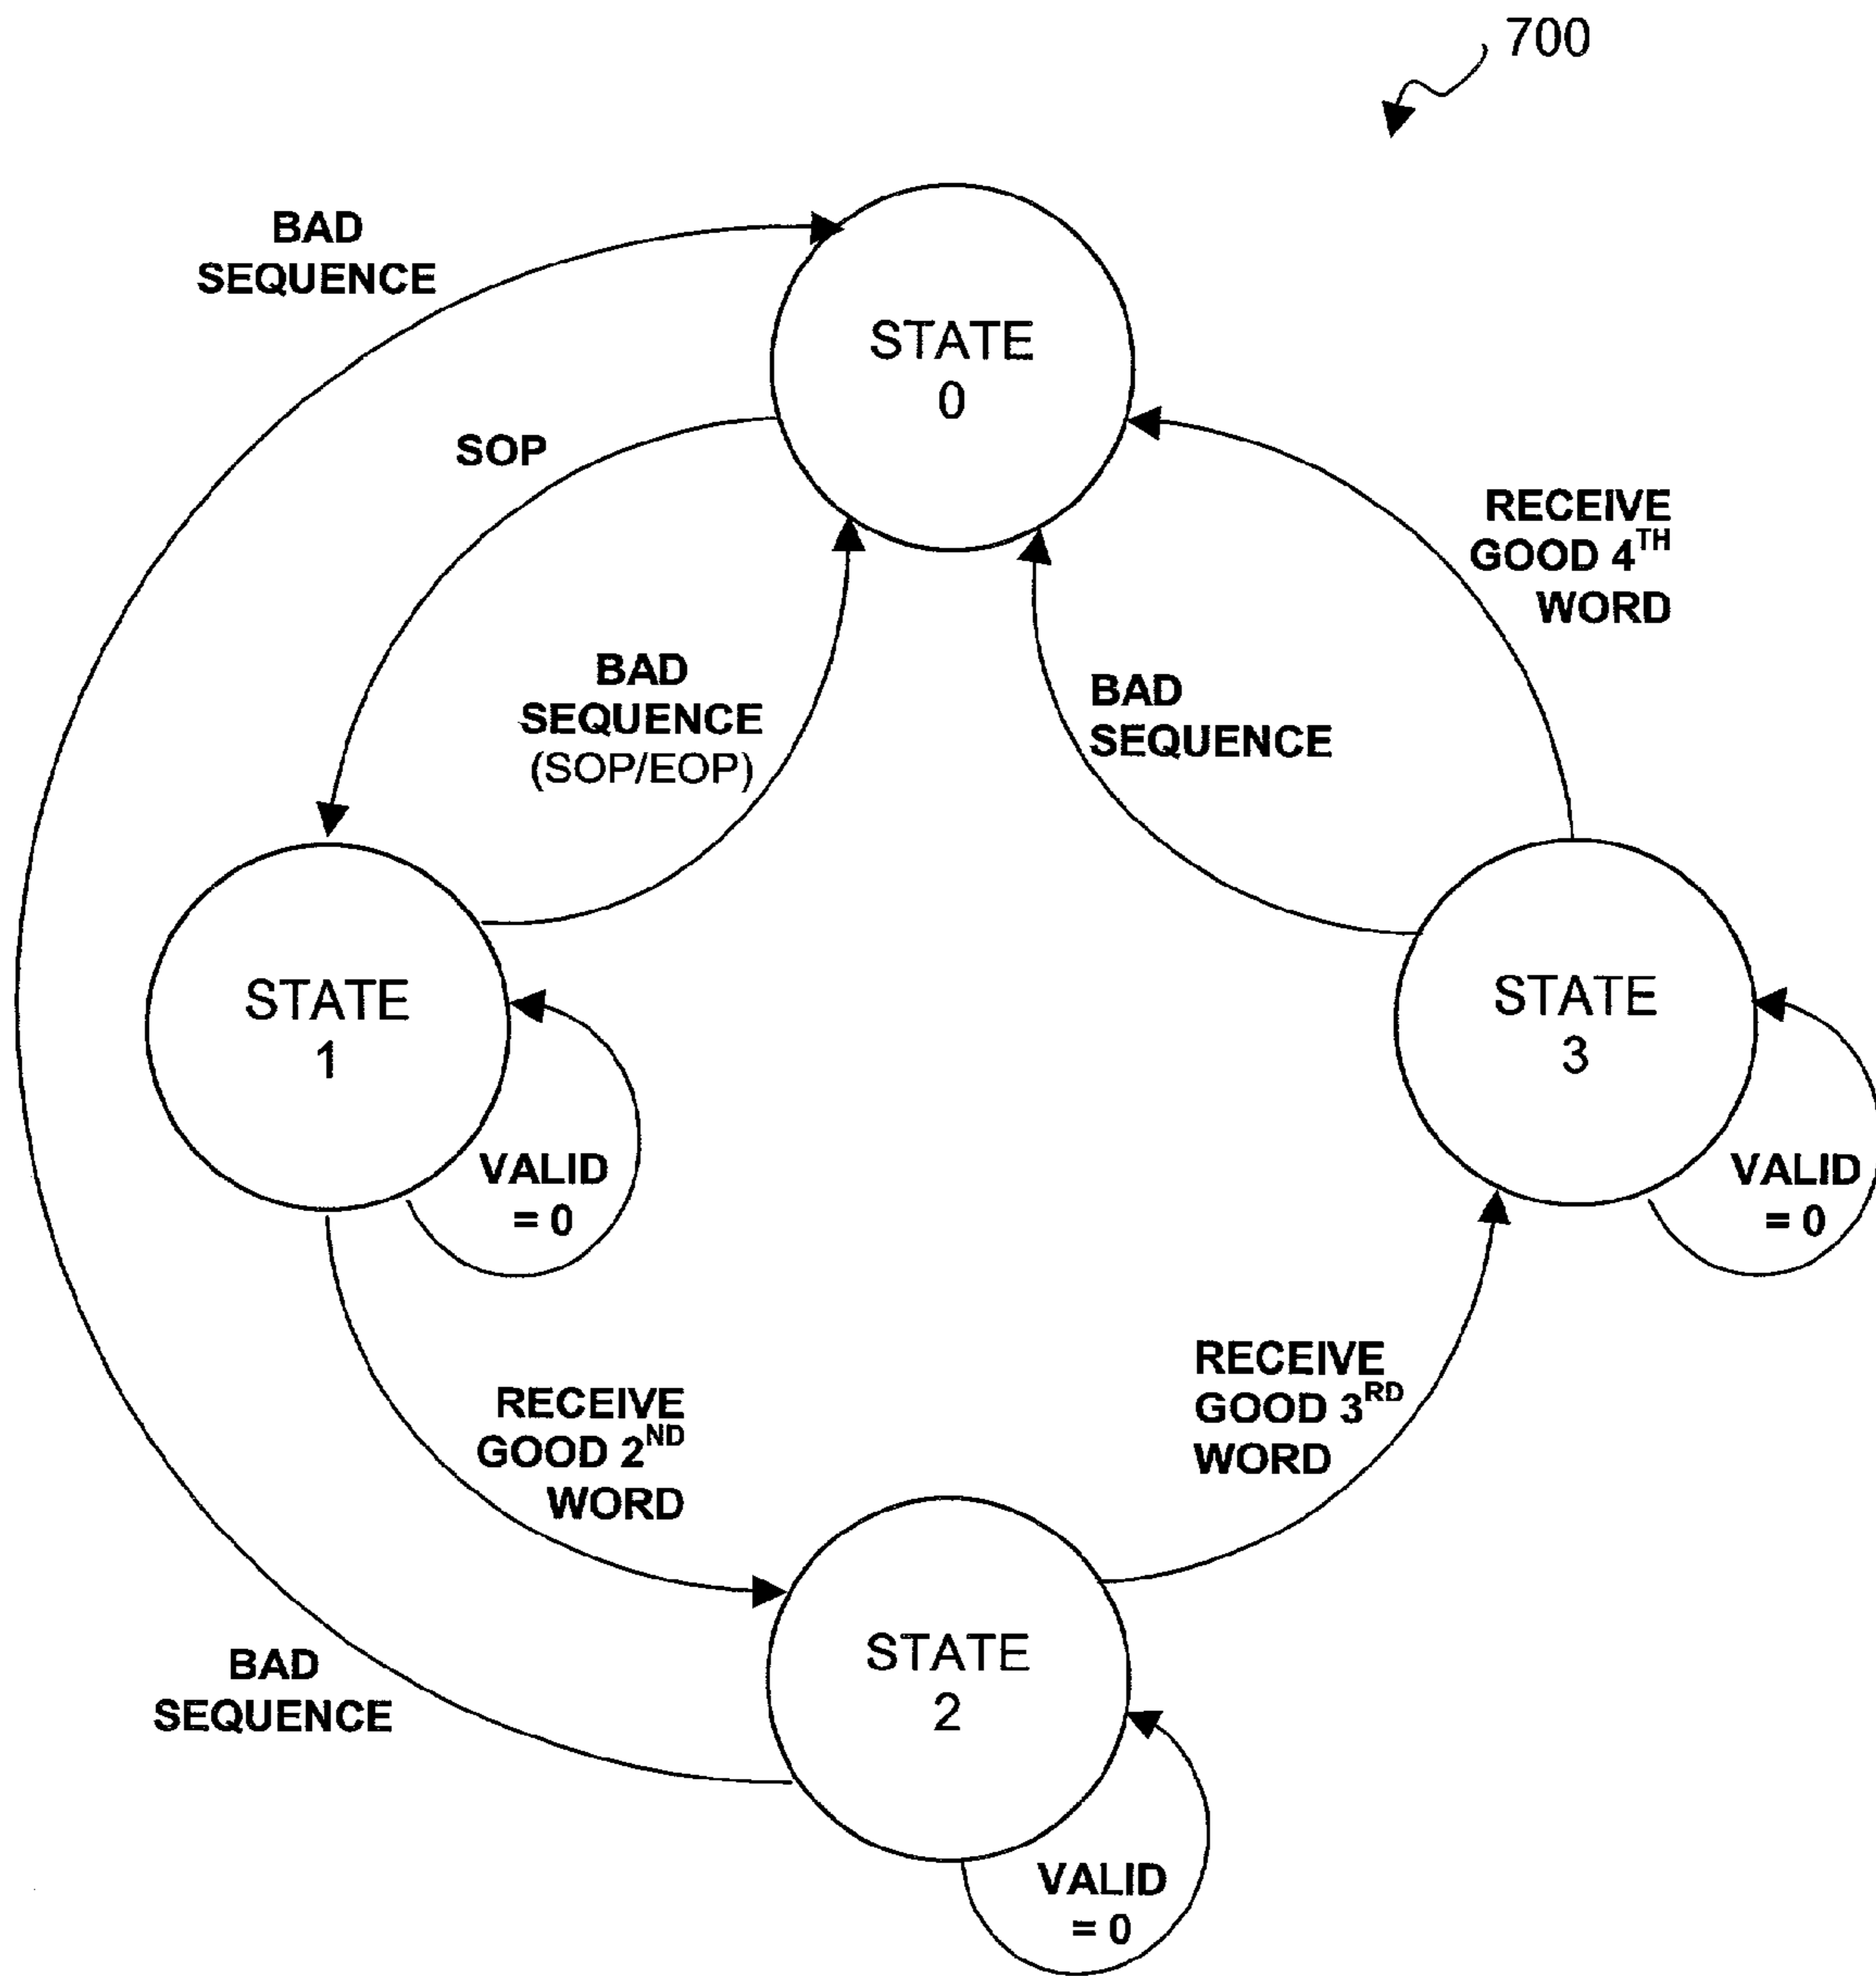 700
BAD
SEQUENCE
STATE
0
SOP
RECEIVE
GOOD 4TH
WORD
BAD
SEQUENCE
(SOP/EOP)
BAD
SEQUENCE
STATE
1
STATE
3
VALID
= 0
VALID
= 0
RECEIVE
GOOD 2ND
WORD
RECEIVE
GOOD 3RD
WORD
BAD
SEQUENCE
STATE
2
VALID
= 0